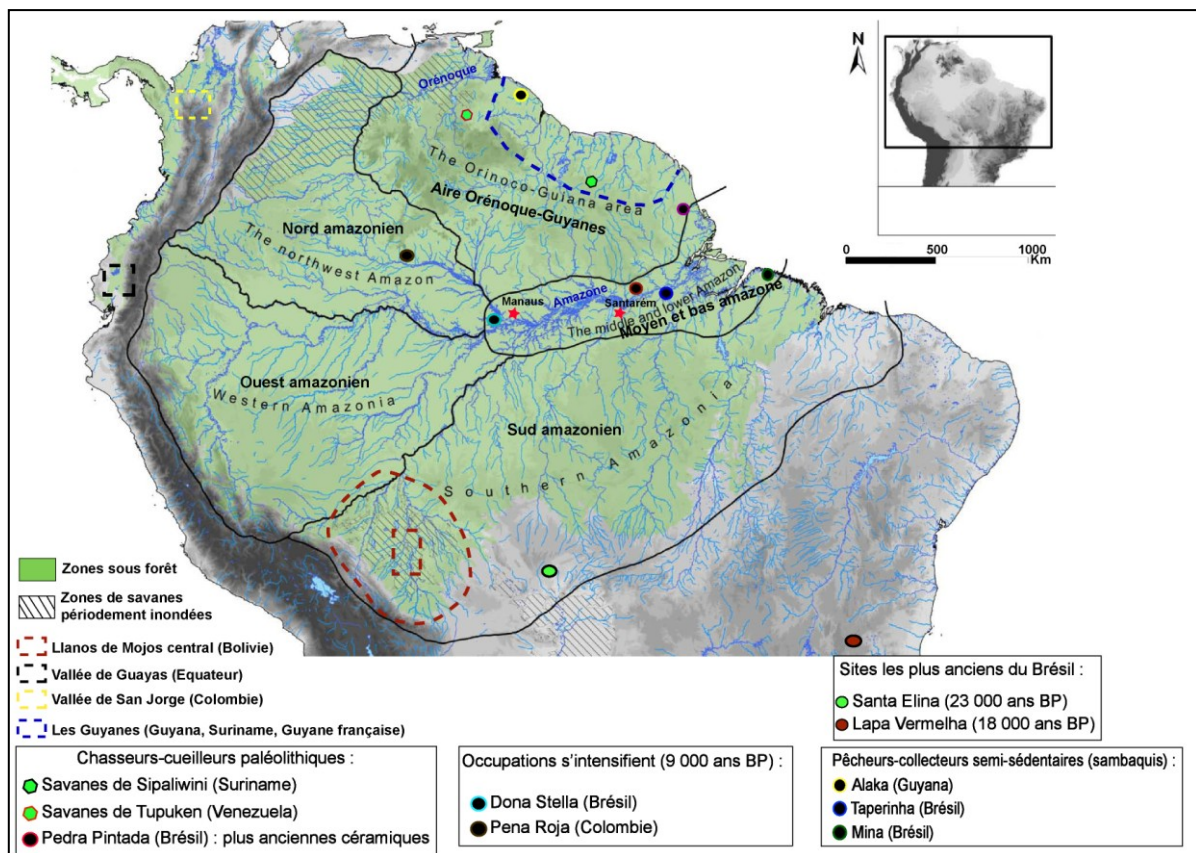 N
0 500 1000
Km
Orénoque
The Orinoco-Guiana area
Aire Orénoque-Guyanes
Nord amazonien
The northwest Amazon
Manaus
Amazone
Santarém
The middle and lower Amazon
Moyen et bas amazone
Ouest amazonien
Western Amazonia
Sud amazonien
Southern Amazonia
Zones sous forêt
Zones de savanes
périodement inondées
Llanos de Mojos central (Bolivie)
Vallée de Guayas (Equateur)
Vallée de San Jorge (Colombie)
Les Guyanes (Guyana, Suriname, Guyane française)
Sites les plus anciens du Brésil :
Santa Elina (23 000 ans BP)
Lapa Vermelha (18 000 ans BP)
Chasseurs-cueilleurs paléolithiques :
Savanes de Sipaliwini (Suriname)
Savanes de Tupuken (Venezuela)
Pedra Pintada (Brésil) : plus anciennes céramiques
Occupations s'intensifient (9 000 ans BP) :
Dona Stella (Brésil)
Pena Roja (Colombie)
Pêcheurs-collecteurs semi-sédentaires (sambaquis) :
Alaka (Guyana)
Taperinha (Brésil)
Mina (Brésil)